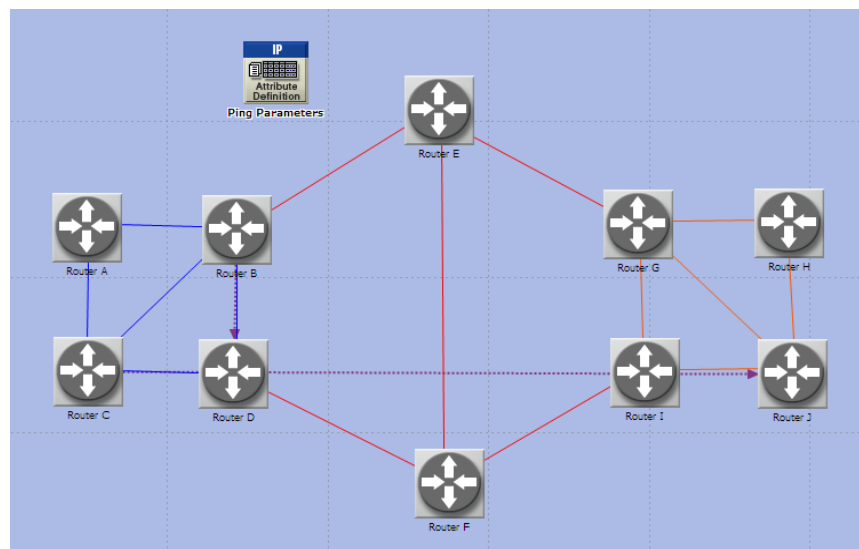 IP
Attribute
Definition
Ping Parameters
Router E
Router A
Router B
Router G
Router H
Router C
Router D
Router I
Router J
Router F